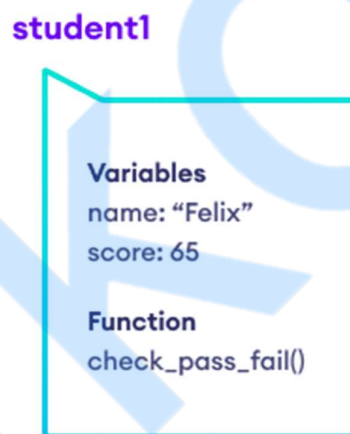 student1
Variables
name: “Felix”
score: 65
Function
check_pass_fail()